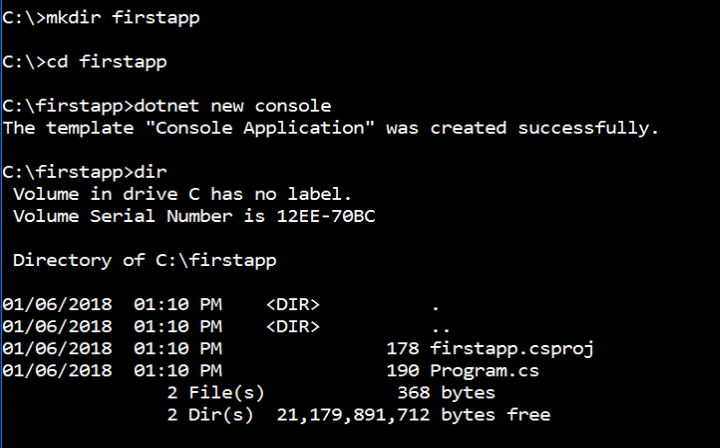 C:\>mkdir firstapp
C:\>cd firstapp
C:\firstapp>dotnet new console
The template "Console Application" was created successfully.
C:\firstapp>dir
 Volume in drive C has no label.
 Volume Serial Number is 12EE-70BC
 Directory of C:\firstapp
01/06/2018  01:10 PM    <DIR>          .
01/06/2018  01:10 PM    <DIR>          ..
01/06/2018  01:10 PM               178 firstapp.csproj
01/06/2018  01:10 PM               190 Program.cs
               2 File(s)            368 bytes
               2 Dir(s)  21,179,891,712 bytes free